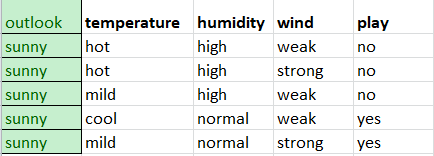 outlook temperature humidity wind play
sunny hot high weak no
sunny hot high strong no
sunny mild high weak no
sunny cool normal weak yes
sunny mild normal strong yes